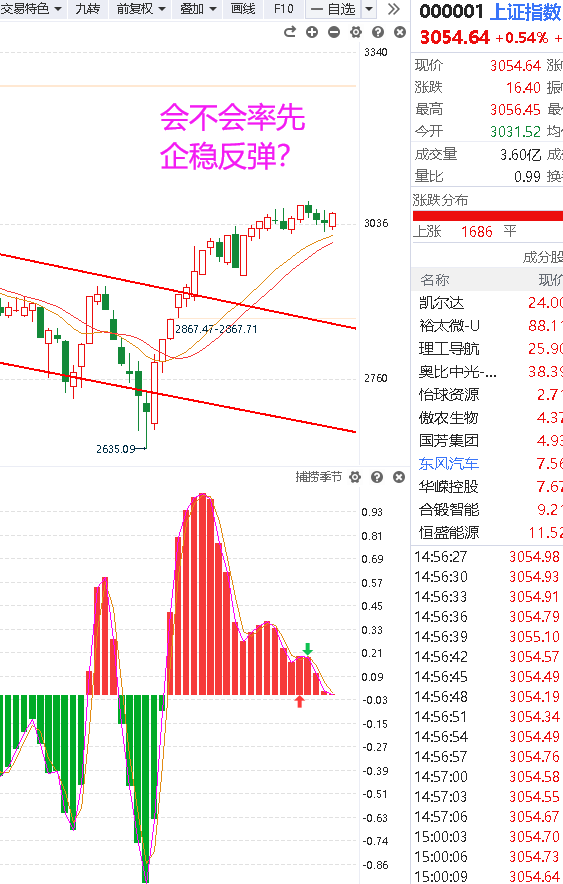 交易特色 九转 前复权 叠加 画线 F10 一 自选
000001 上证指数
3054.64 +0.54% +
3340
会不会率先
企稳反弹？
3036
2867.47-2867.71
2760
2635.09
捕捞季节
0.93
0.81
0.69
0.57
0.45
0.33
0.21
0.09
-0.03
-0.15
-0.27
-0.39
-0.51
-0.63
-0.74
-0.86
现价 3054.64 涨
涨跌 16.40 振
最高 3056.45 最
今开 3031.52 均
成交量 3.60亿 成
量比 0.99 换
涨跌分布
上涨 1686 平
成分股
名称 现价
凯尔达 24.00
裕太微-U 88.11
理工导航 25.90
奥比中光-... 38.39
怡球资源 2.71
傲农生物 4.37
国芳集团 4.93
东风汽车 7.56
华嵘控股 7.67
合锻智能 9.21
恒盛能源 11.52
14:56:27 3054.98
14:56:30 3054.93
14:56:33 3054.91
14:56:36 3054.79
14:56:39 3055.10
14:56:42 3054.57
14:56:45 3054.49
14:56:48 3054.19
14:56:51 3054.34
14:56:54 3054.49
14:56:57 3054.76
14:57:00 3054.58
14:57:03 3054.55
14:57:06 3054.67
15:00:03 3054.70
15:00:06 3054.73
15:00:09 3054.64